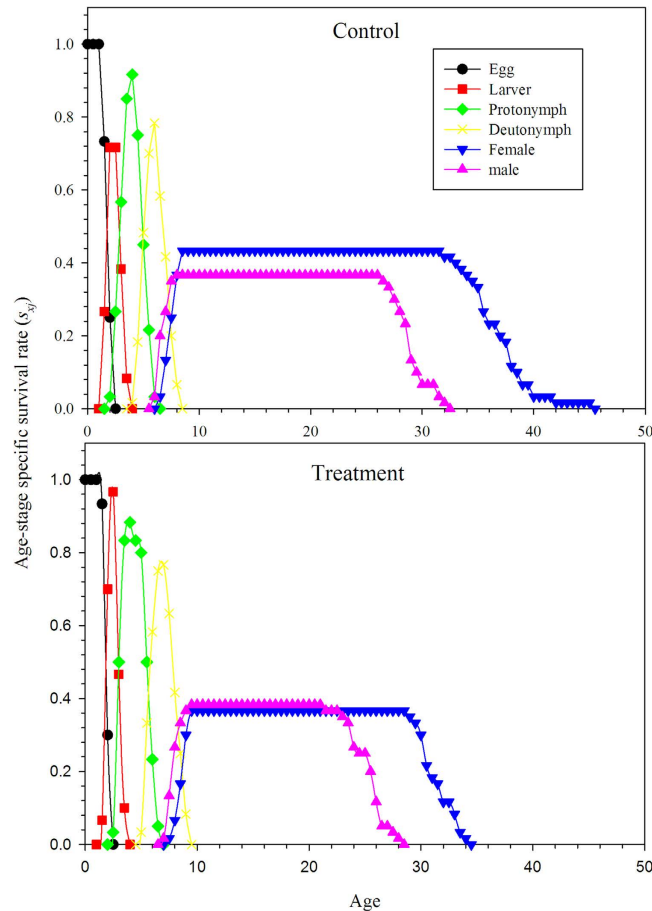 Control
1.0
0.8
0.6
0.4
0.2
0.0
Egg
Larver
Protonymph
Deutonymph
Female
male
0 10 20 30 40 50
Age-stage specific survival rate (sxj)
Treatment
1.0
0.8
0.6
0.4
0.2
0.0
0 10 20 30 40 50
Age